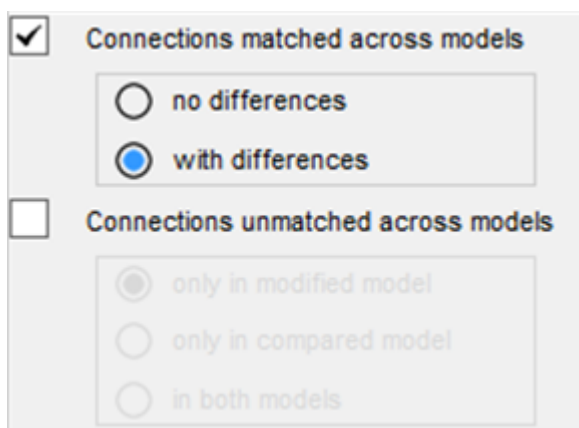 Connections matched across models
no differences
with differences
Connections unmatched across models
only in modified model
only in compared model
in both models